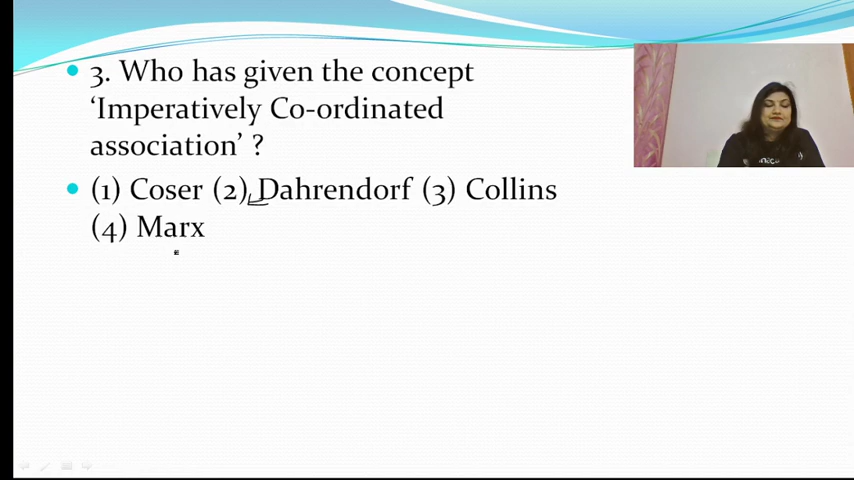 3. Who has given the concept
‘Imperatively Co-ordinated
association’ ?
(1) Coser (2) Dahrendorf (3) Collins
(4) Marx